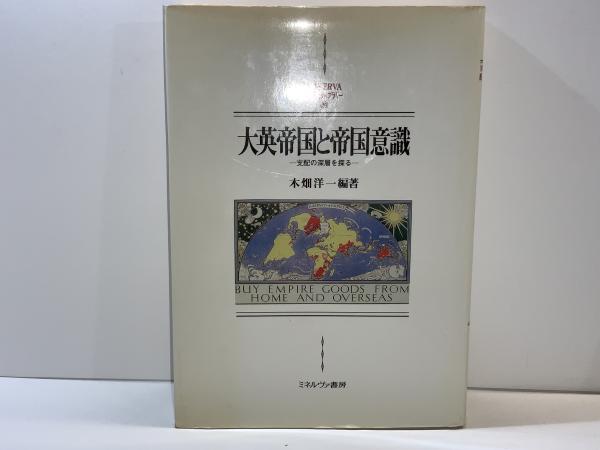 大英帝国と帝国意識
―支配の深層を探る―
木畑洋一編著
BUY EMPIRE GOODS FROM
HOME AND OVERSEAS
ミネルヴァ書房